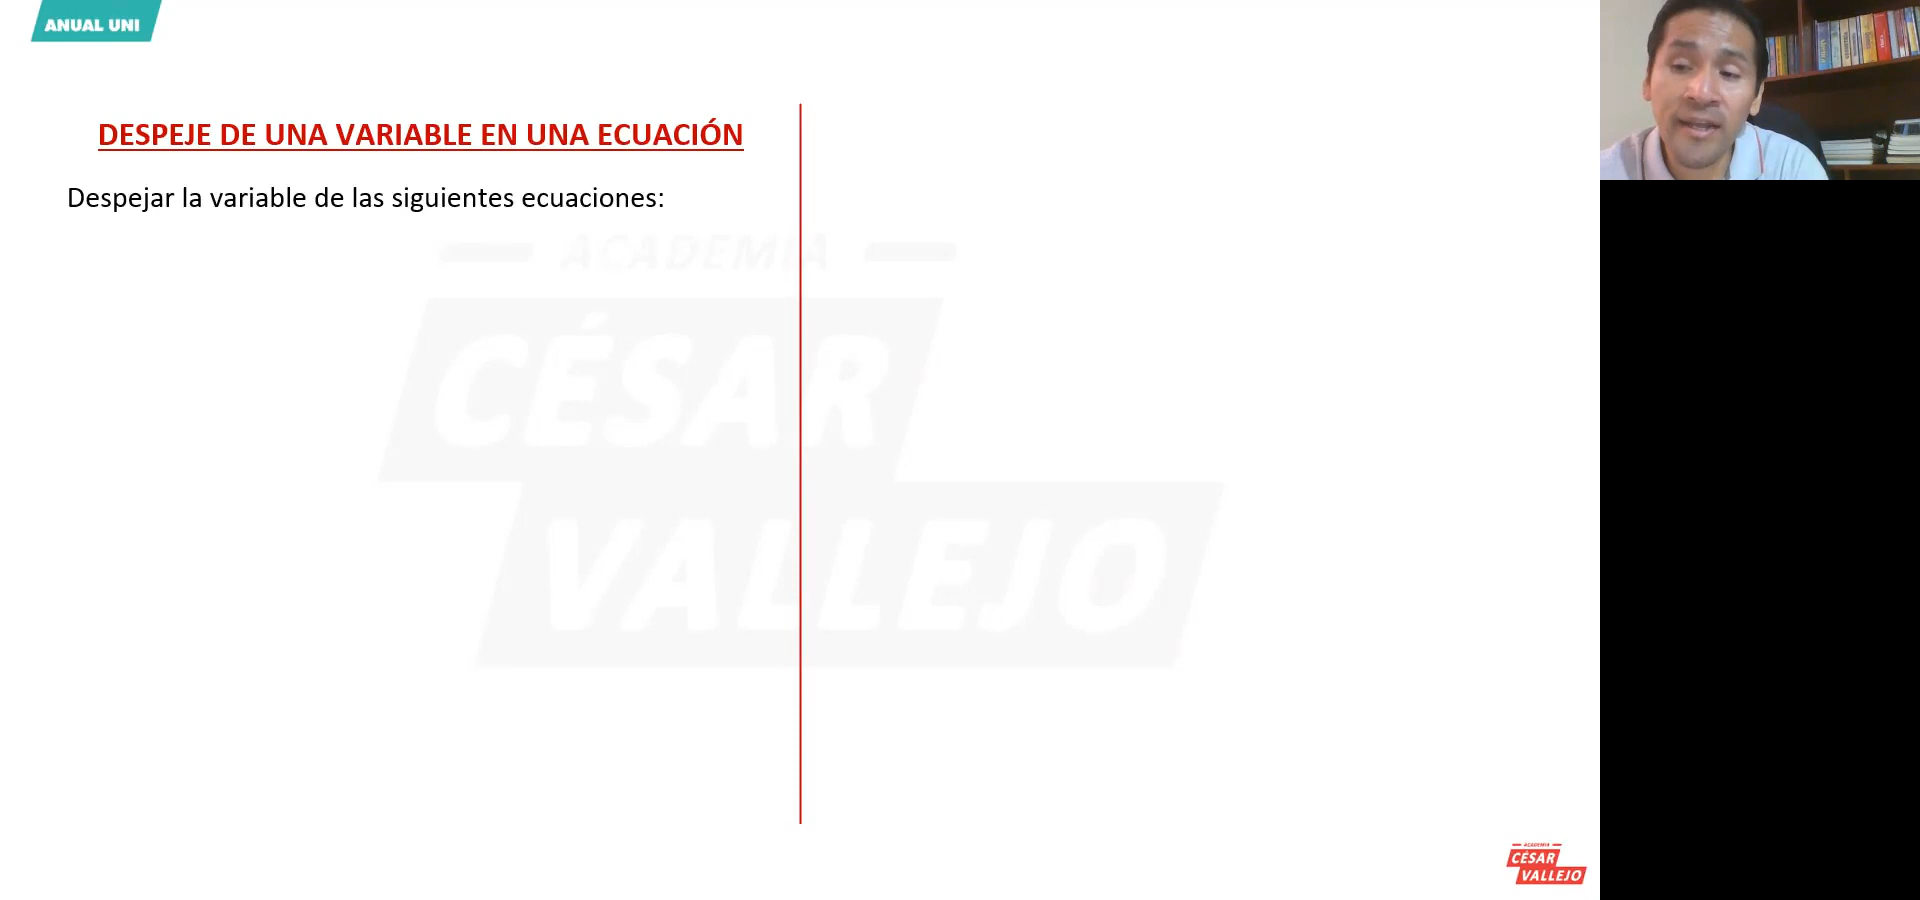 ANUAL UNI
DESPEJE DE UNA VARIABLE EN UNA ECUACIÓN
Despejar la variable de las siguientes ecuaciones:
ACADEMIA
CÉSAR
VALLEJO
ACADEMIA
CÉSAR
VALLEJO